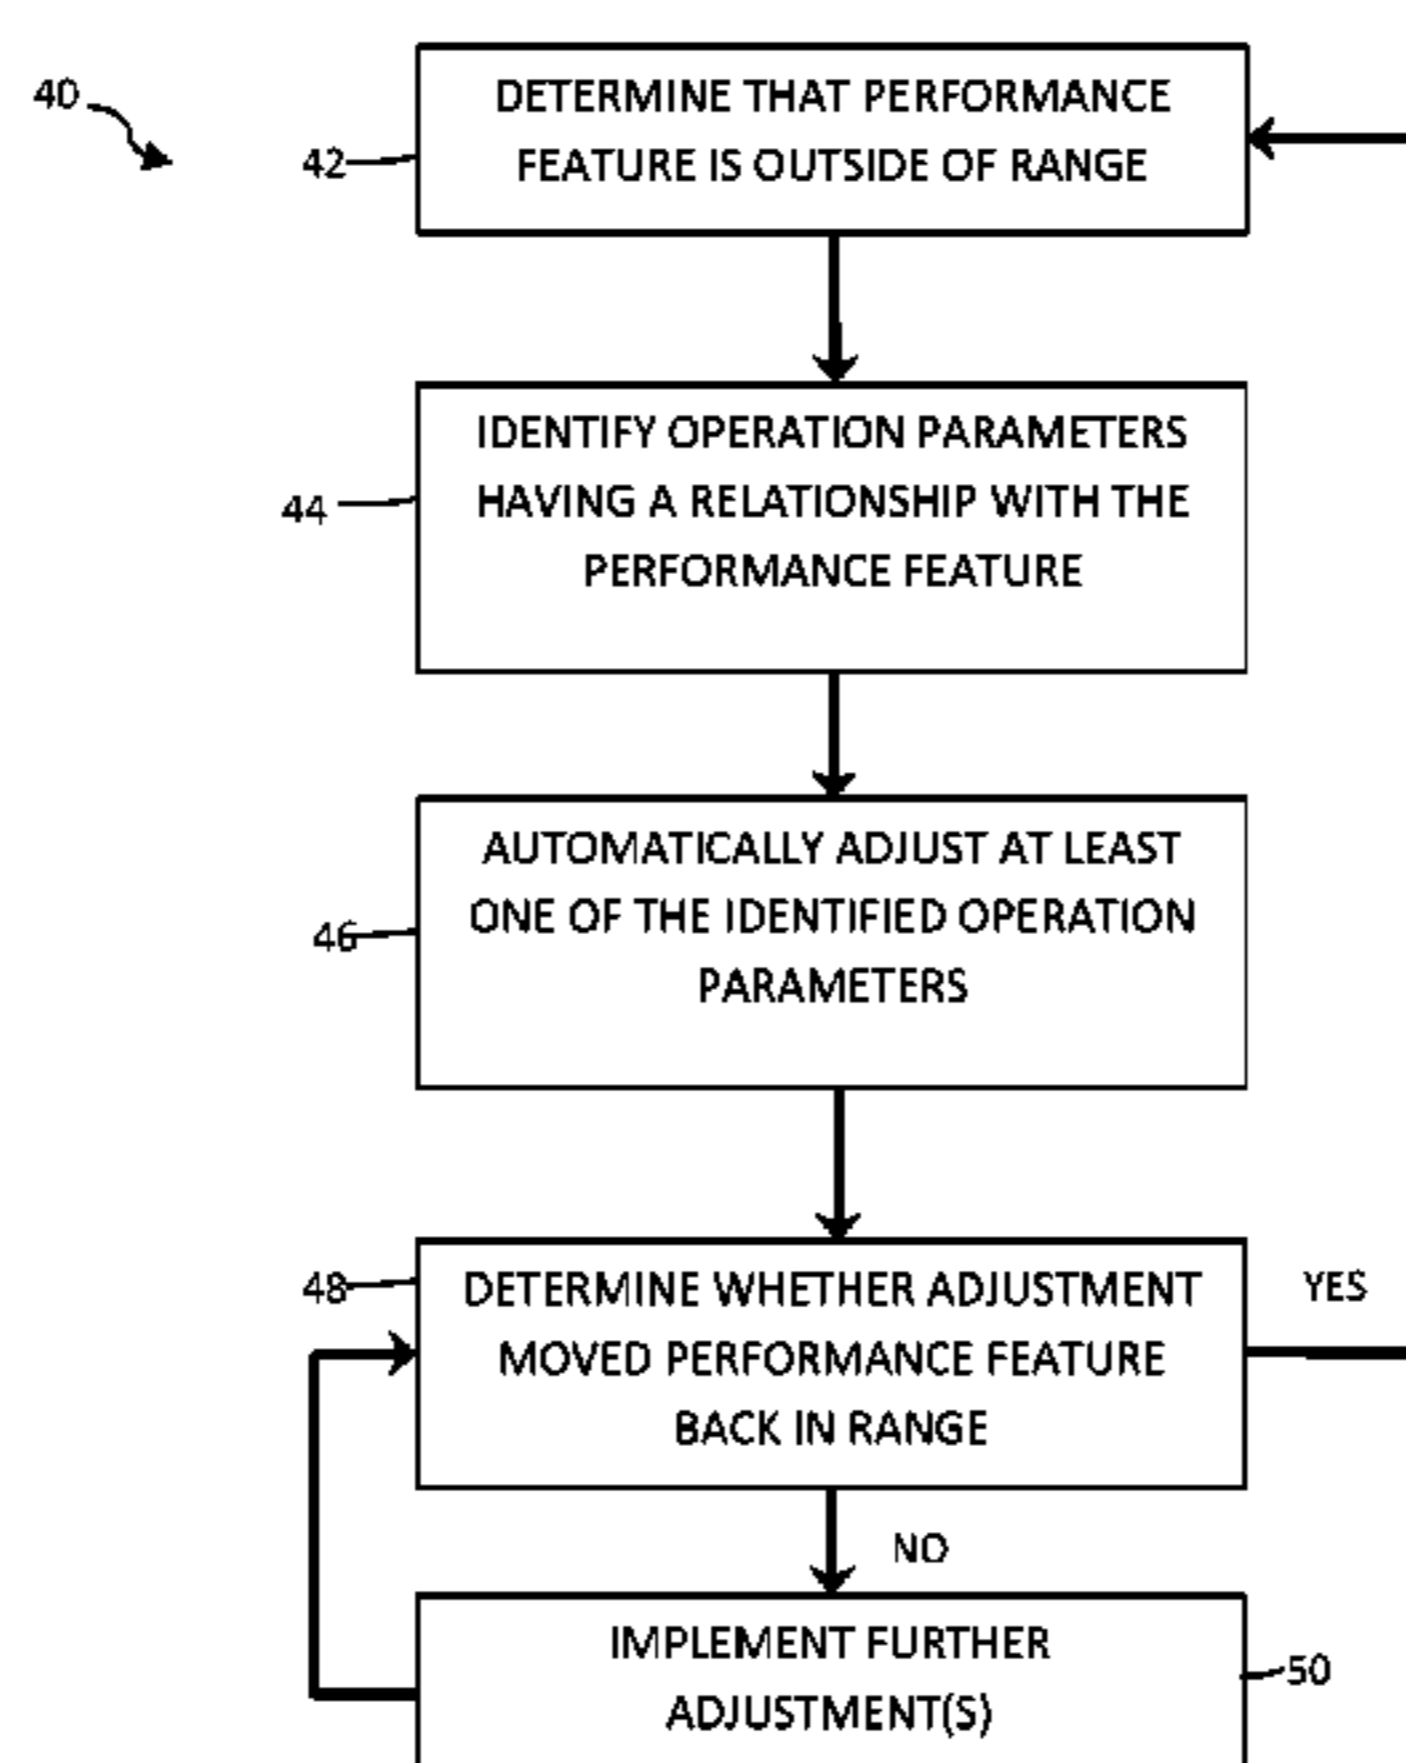 40
42
DETERMINE THAT PERFORMANCE
FEATURE IS OUTSIDE OF RANGE
44
IDENTIFY OPERATION PARAMETERS
HAVING A RELATIONSHIP WITH THE
PERFORMANCE FEATURE
46
AUTOMATICALLY ADJUST AT LEAST
ONE OF THE IDENTIFIED OPERATION
PARAMETERS
48
DETERMINE WHETHER ADJUSTMENT
MOVED PERFORMANCE FEATURE
BACK IN RANGE
YES
NO
IMPLEMENT FURTHER
ADJUSTMENT(S)
50